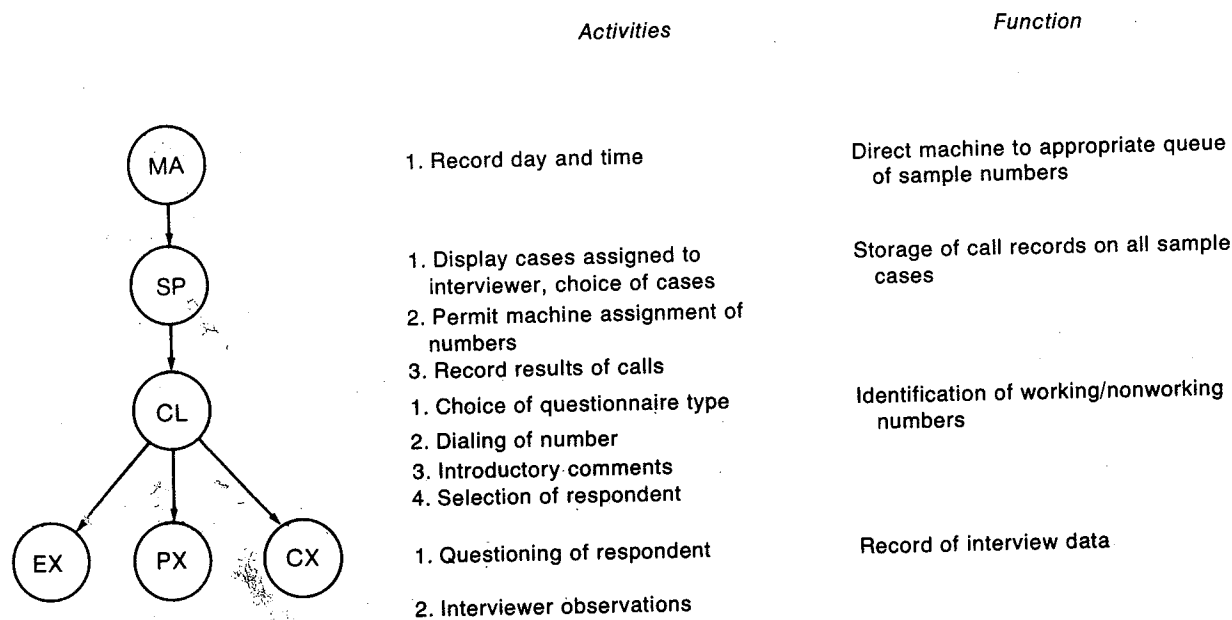 Activities
Function
MA
1. Record day and time
Direct machine to appropriate queue
of sample numbers
SP
1. Display cases assigned to
interviewer, choice of cases
2. Permit machine assignment of
numbers
3. Record results of calls
Storage of call records on all sample
cases
CL
1. Choice of questionnaire type
2. Dialing of number
3. Introductory comments
4. Selection of respondent
Identification of working/nonworking
numbers
EX
PX
CX
1. Questioning of respondent
2. Interviewer observations
Record of interview data